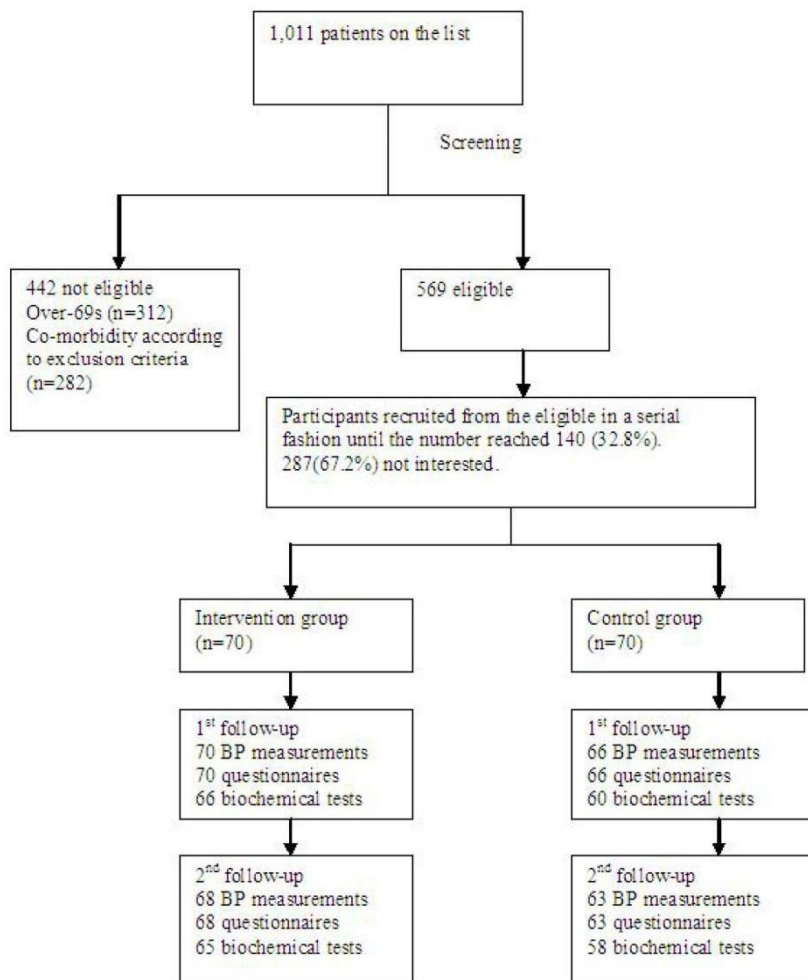 1,011 patients on the list
Screening
442 not eligible
Over-69s (n=312)
Co-morbidity according
to exclusion criteria
(n=282)
569 eligible
Participants recruited from the eligible in a serial
fashion until the number reached 140 (32.8%).
287(67.2%) not interested.
Intervention group
(n=70)
Control group
(n=70)
1st follow-up
70 BP measurements
70 questionnaires
66 biochemical tests
1st follow-up
66 BP measurements
66 questionnaires
60 biochemical tests
2nd follow-up
68 BP measurements
68 questionnaires
65 biochemical tests
2nd follow-up
63 BP measurements
63 questionnaires
58 biochemical tests